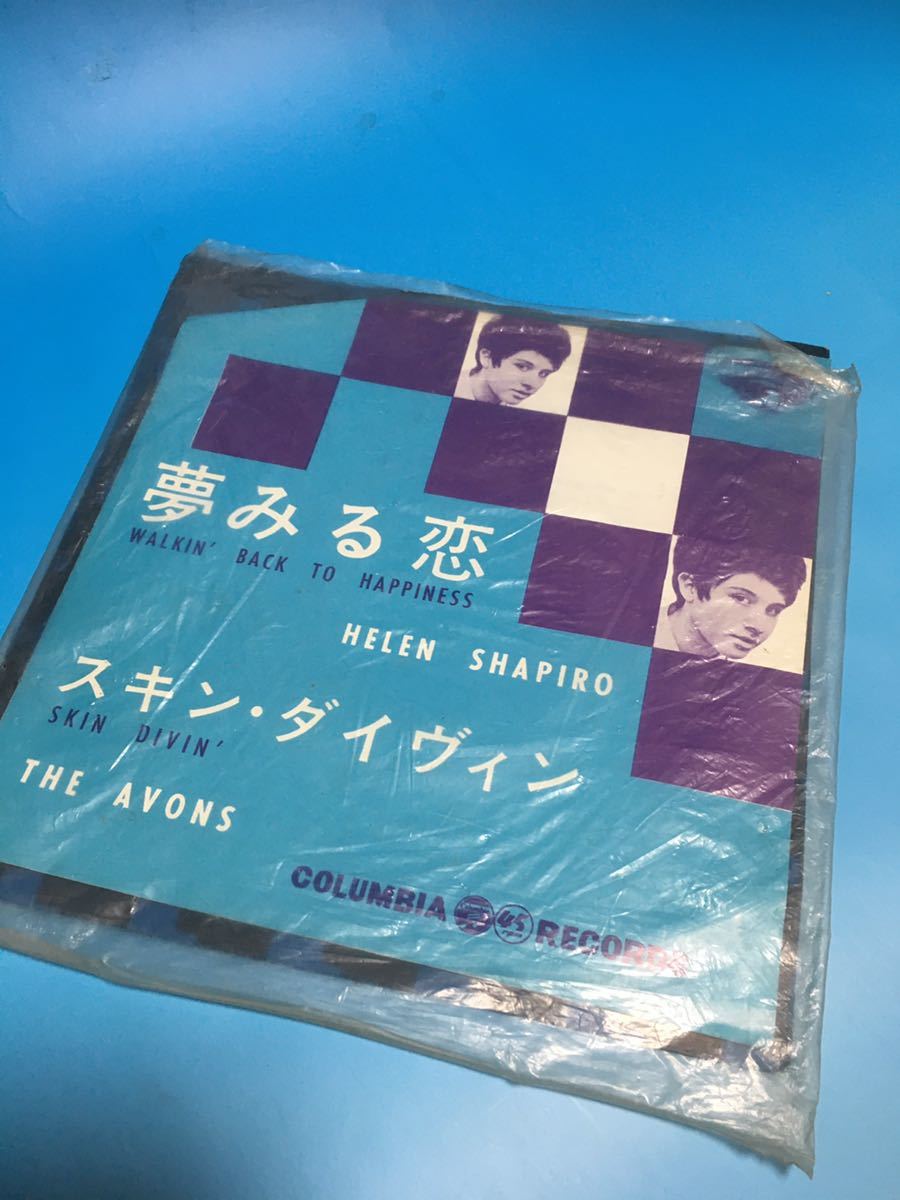 夢みる恋
WALKIN' BACK TO HAPPINESS
HELEN SHAPIRO
スキン・ダイヴィン
SKIN DIVIN'
THE AVONS
COLUMBIA 45 RECORDS